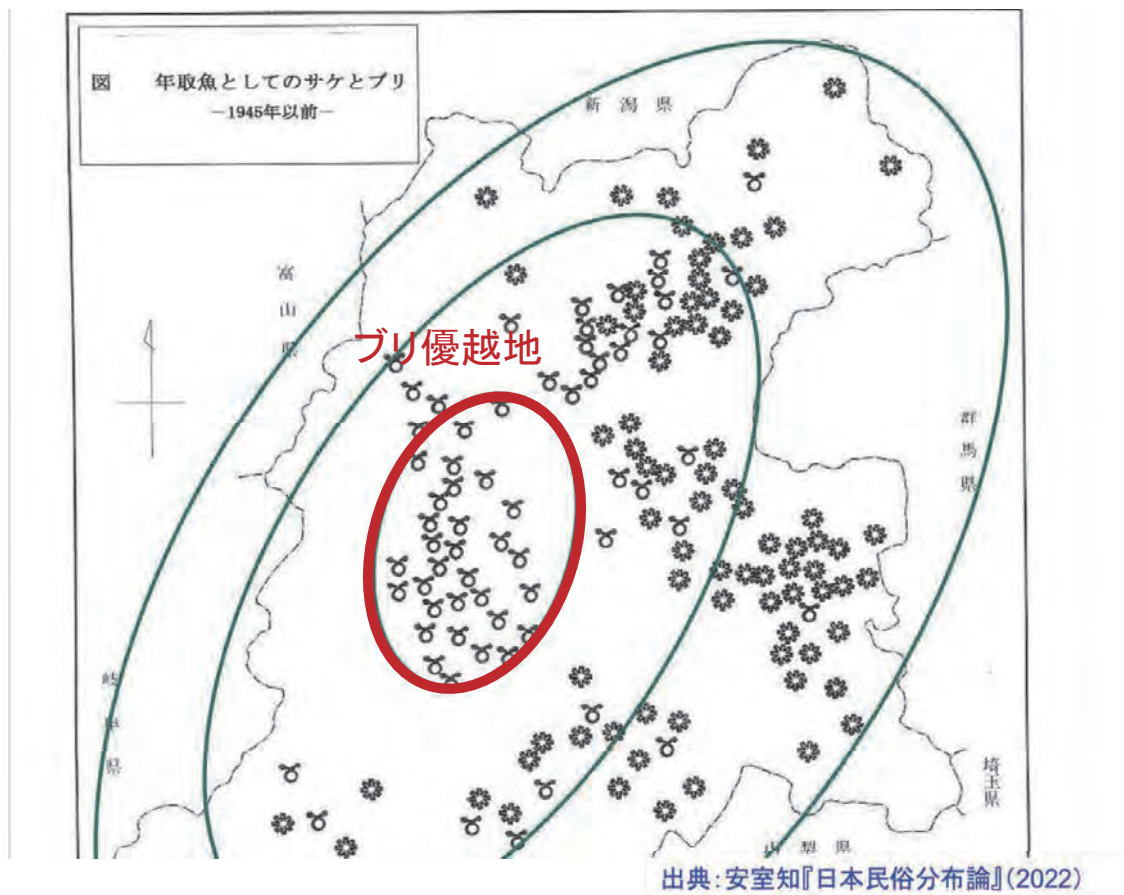 図　年取魚としてのサケとブリ
―1945年以前―
新潟県
富山県
ブリ優越地
群馬県
岐阜県
埼玉県
山梨県
出典:安室知『日本民俗分布論』(2022)